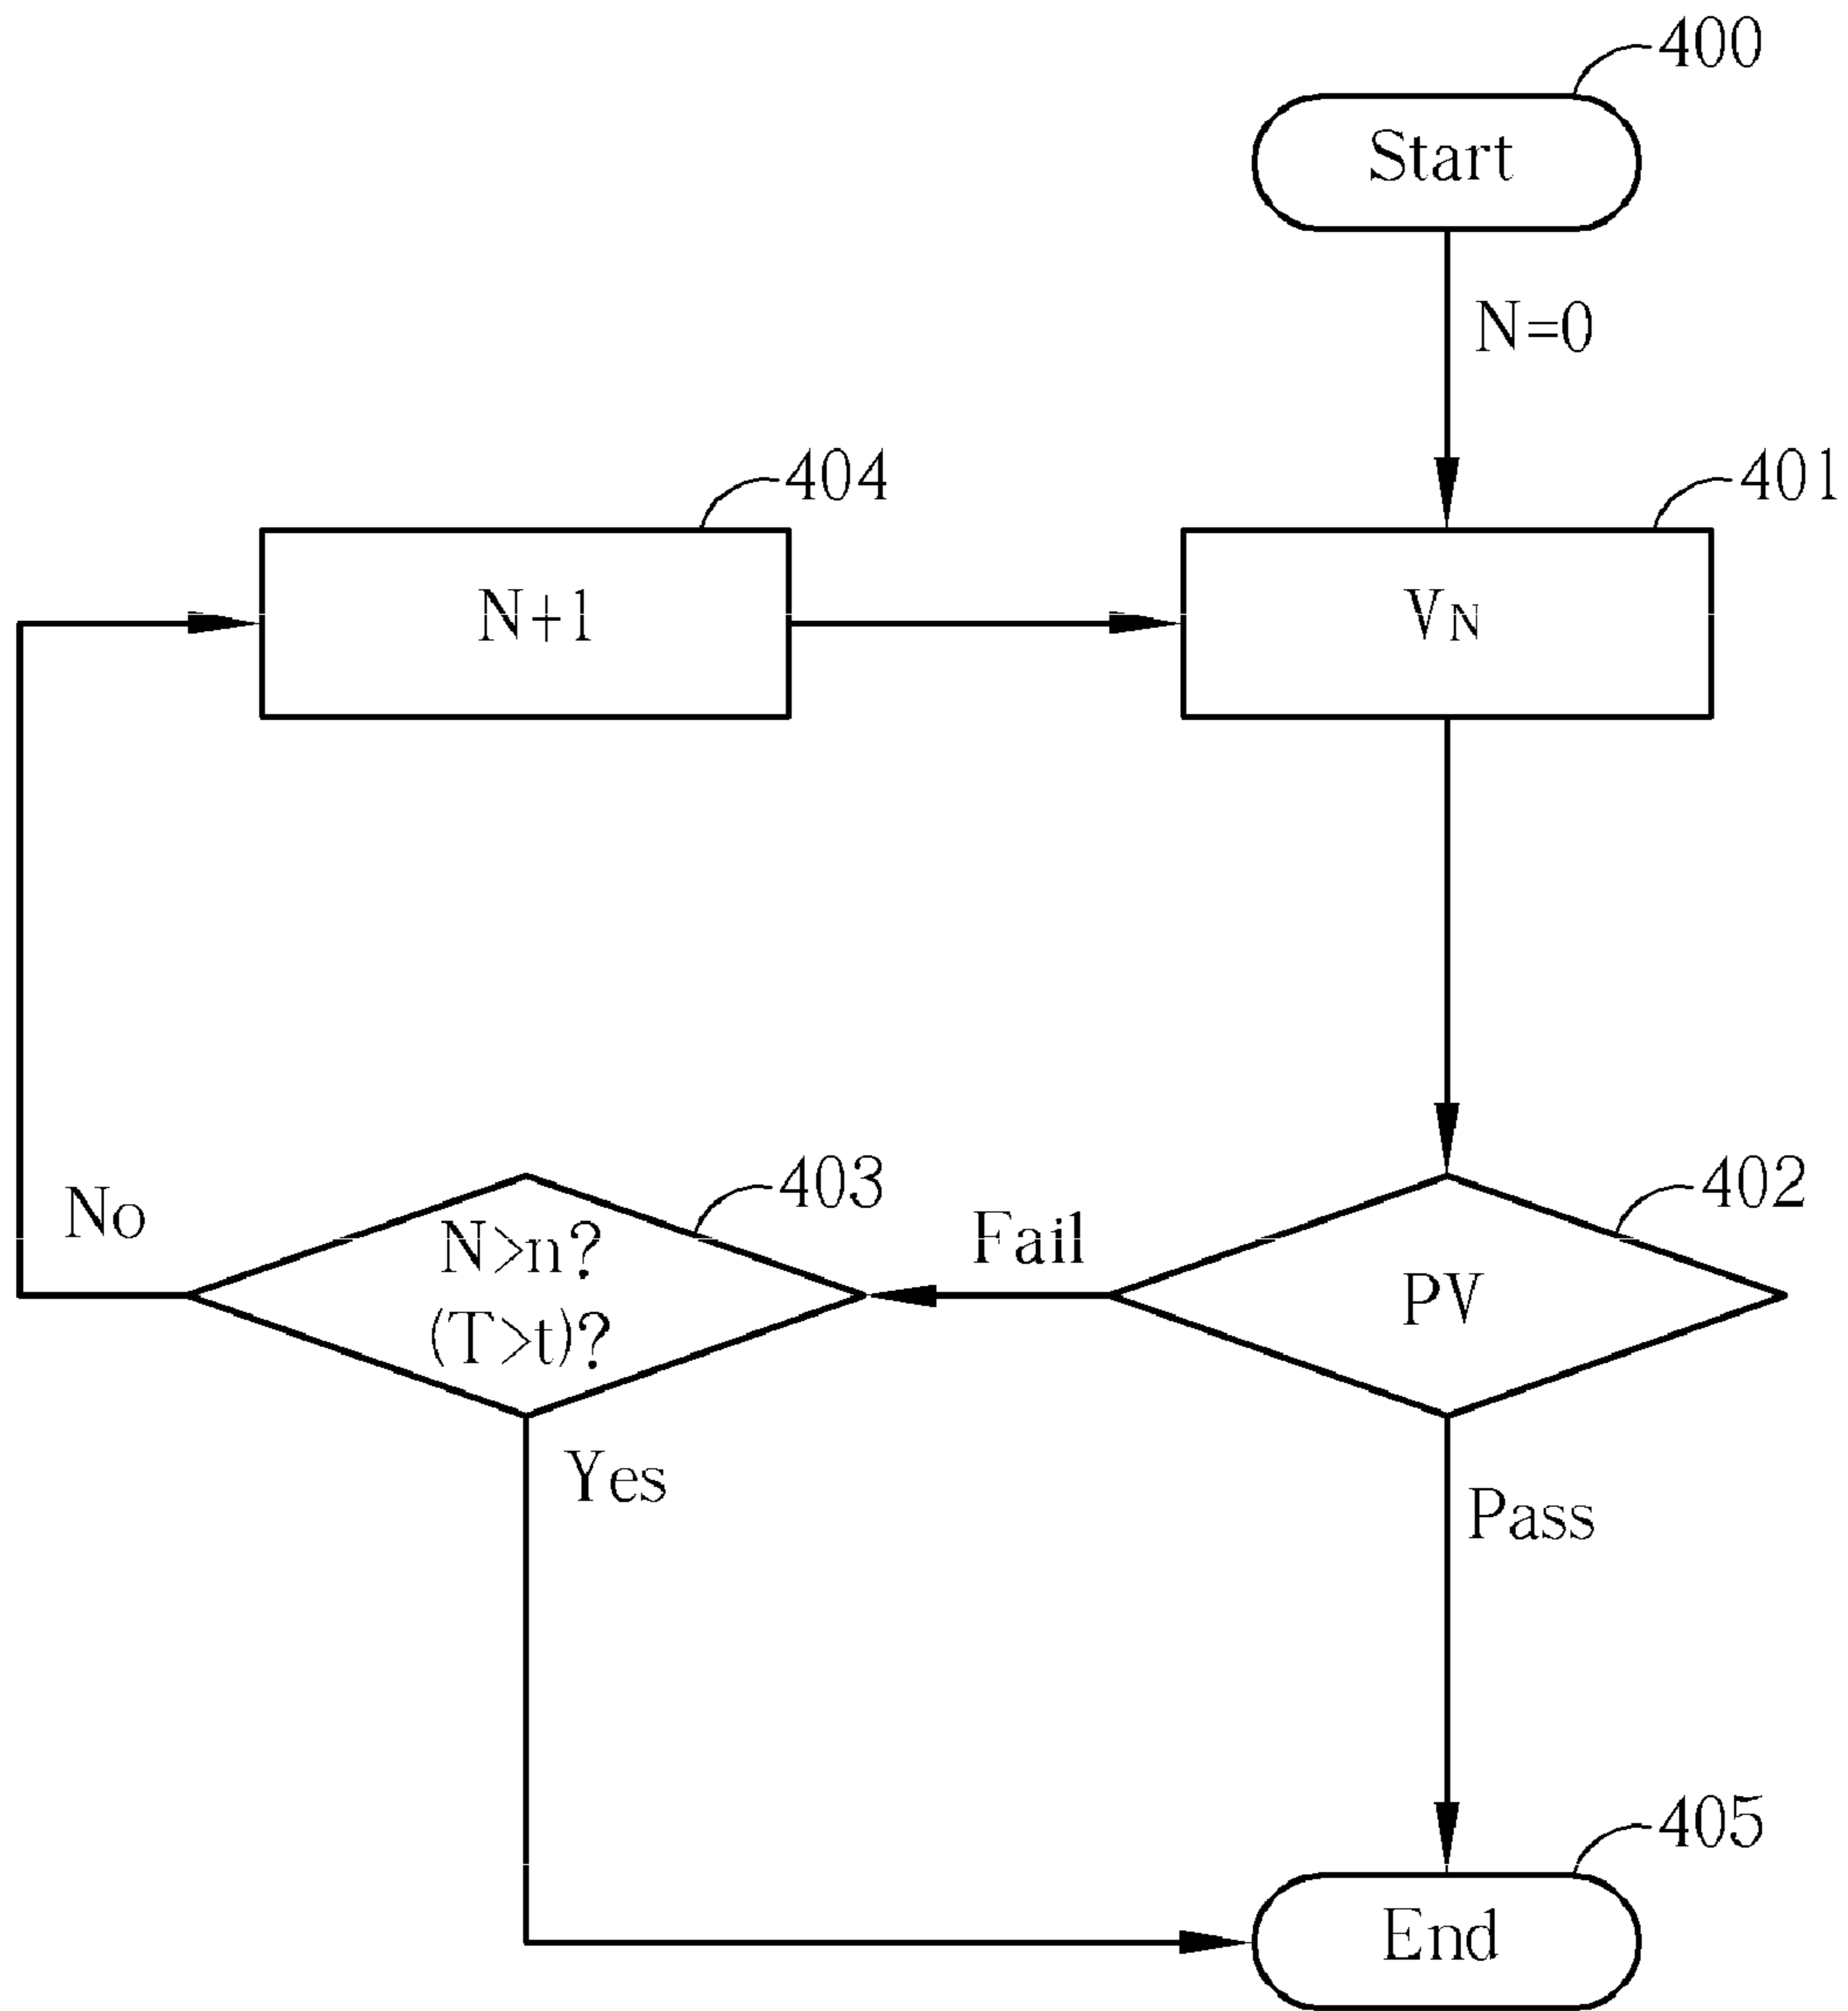 400
Start
N=0
404
401
N+1
VN
403
402
No
N>n?
(T>t)?
Fail
PV
Yes
Pass
405
End